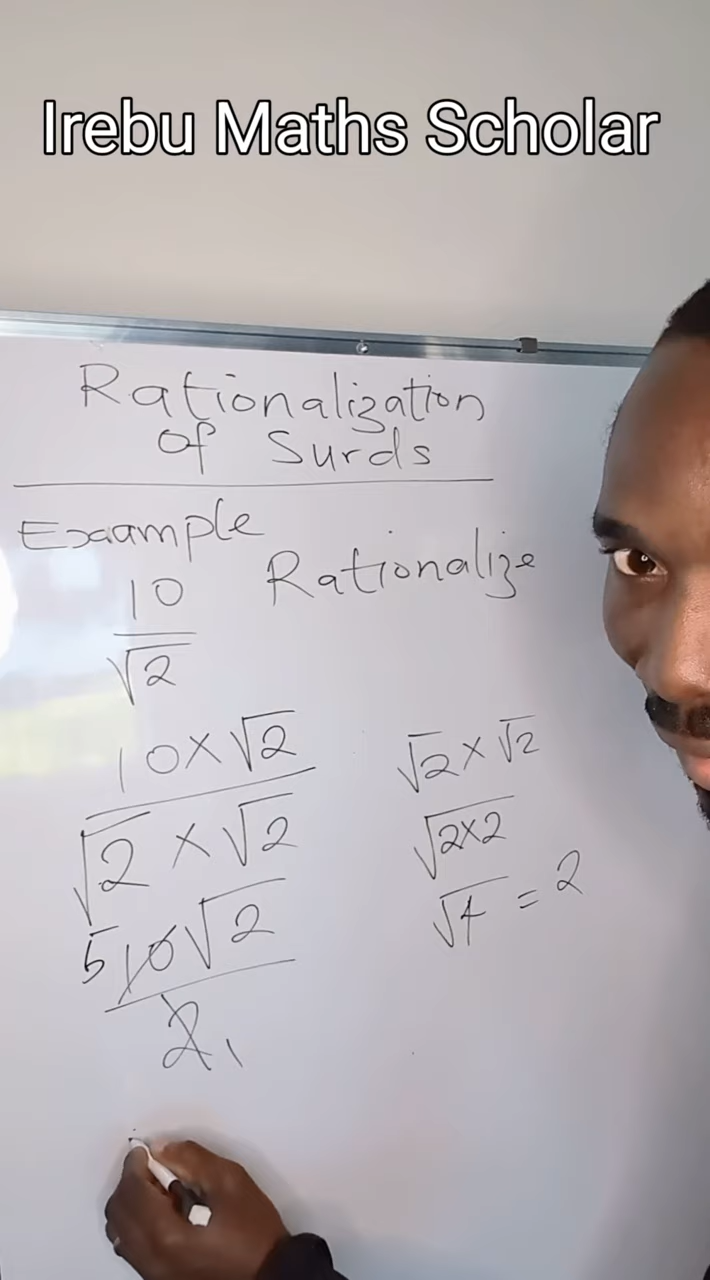 Irebu Maths Scholar
Rationalization
of Surds
Example
Rationalize
10
√2
10×√2
√2 × √2
5 10√2
2 1
√2×√2
√2×2
√4 = 2